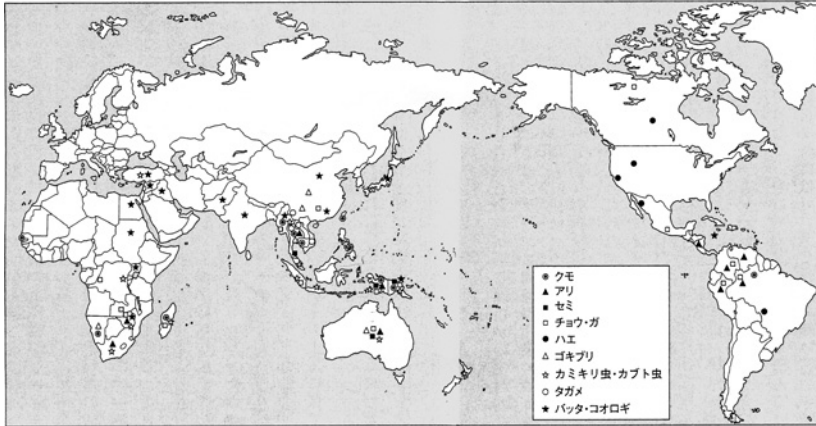 クモ
アリ
セミ
チョウ・ガ
ハエ
ゴキブリ
カミキリ虫・カブト虫
タガメ
バッタ・コオロギ